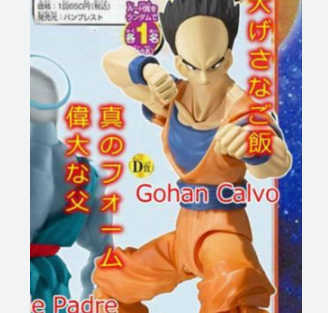 価格：1回650円(税込)
発売元：バンプレスト
A〜H賞を
ランダムで
各1名
大げさなご飯
真のフォーム
偉大な父
D賞
Gohan Calvo
e Padre